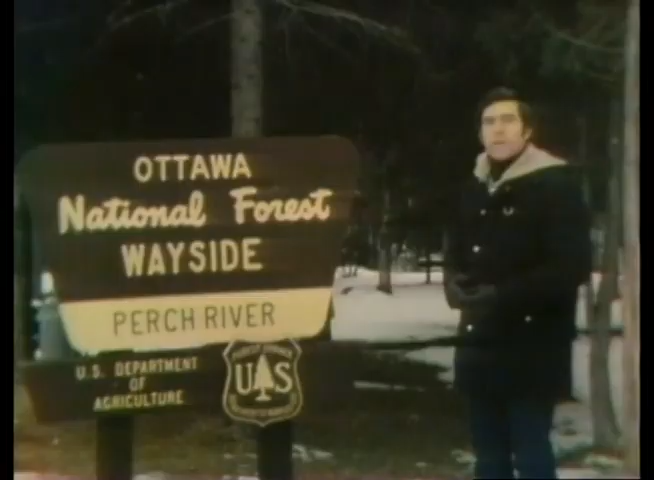 OTTAWA
National Forest
WAYSIDE
PERCH RIVER
U.S. DEPARTMENT
OF
AGRICULTURE
US